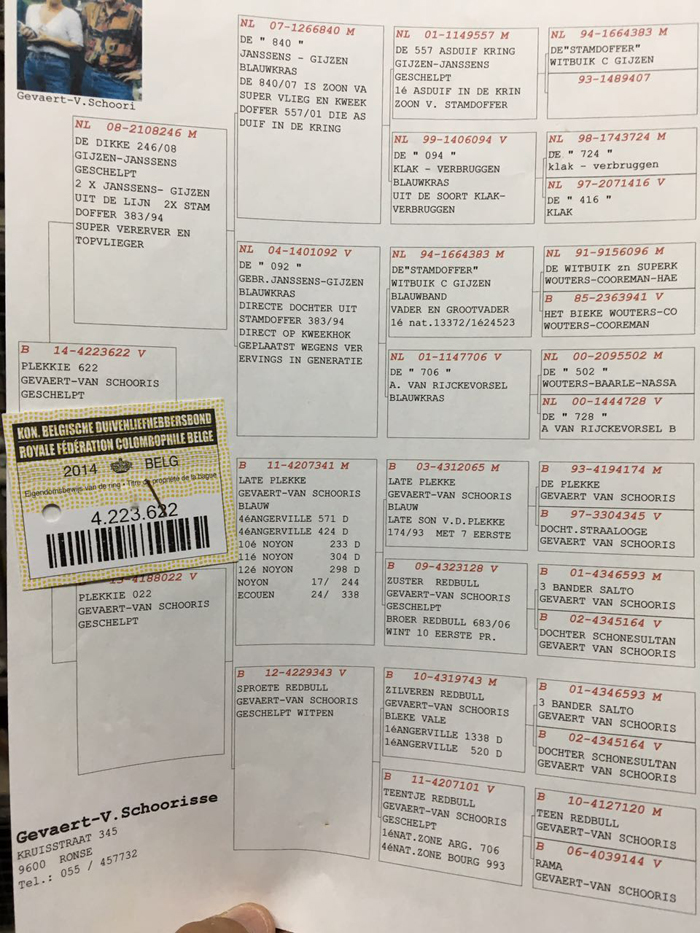 Gevaert-V.Schoori
NL 08-2108246 M
DE DIKKE 246/08
GIJZEN-JANSSENS
GESCHELPT
2 X JANSSENS- GIJZEN
UIT DE LIJN 2X STAM
DOFFER 383/94
SUPER VERERVER EN
TOPVLIEGER
B 14-4223622 V
PLEKKIE 622
GEVAERT-VAN SCHOORIS
GESCHELPT
KON. BELGISCHE DUIVENLIEFHEBBERSBOND
ROYALE FÉDÉRATION COLOMBOPHILE BELGE
2014 BELG
Eigendomsbewijs van de ring - Titre de propriété de la bague
4.223.622
4188022 V
PLEKKIE 022
GEVAERT-VAN SCHOORIS
GESCHELPT
NL 07-1266840 M
DE " 840 "
JANSSENS - GIJZEN
BLAUWKRAS
DE 840/07 IS ZOON VA
SUPER VLIEG EN KWEEK
DOFFER 557/01 DIE AS
DUIF IN DE KRING
NL 04-1401092 V
DE " 092 "
GEBR.JANSSENS-GIJZEN
BLAUWKRAS
DIRECTE DOCHTER UIT
STAMDOFFER 383/94
DIRECT OP KWEEKHOK
GEPLAATST WEGENS VER
ERVINGS IN GENERATIE
B 11-4207341 M
LATE PLEKKE
GEVAERT-VAN SCHOORIS
BLAUW
4éANGERVILLE 571 D
4éANGERVILLE 424 D
10é NOYON 233 D
11é NOYON 304 D
12é NOYON 298 D
NOYON 17/ 244
ECOUEN 24/ 338
B 12-4229343 V
SPROETE REDBULL
GEVAERT-VAN SCHOORIS
GESCHELPT WITPEN
NL 01-1149557 M
DE 557 ASDUIF KRING
GIJZEN-JANSSENS
GESCHELPT
1é ASDUIF IN DE KRIN
ZOON V. STAMDOFFER
NL 99-1406094 V
DE " 094 "
KLAK - VERBRUGGEN
BLAUWKRAS
UIT DE SOORT KLAK-
VERBRUGGEN
NL 94-1664383 M
DE"STAMDOFFER"
WITBUIK C GIJZEN
BLAUWBAND
VADER EN GROOTVADER
1é nat.13372/1624523
NL 01-1147706 V
DE " 706 "
A. VAN RIJCKEVORSEL
BLAUWKRAS
B 03-4312065 M
LATE PLEKKE
GEVAERT-VAN SCHOORIS
BLAUW
LATE SON V.D.PLEKKE
174/93 MET 7 EERSTE
B 09-4323128 V
ZUSTER REDBULL
GEVAERT-VAN SCHOORIS
GESCHELPT
BROER REDBULL 683/06
WINT 10 EERSTE PR.
B 10-4319743 M
ZILVEREN REDBULL
GEVAERT-VAN SCHOORIS
BLEKE VALE
1éANGERVILLE 1338 D
1éANGERVILLE 520 D
B 11-4207101 V
TEENTJE REDBULL
GEVAERT-VAN SCHOORIS
GESCHELPT
1éNAT.ZONE ARG. 706
4éNAT.ZONE BOURG 993
NL 94-1664383 M
DE"STAMDOFFER"
WITBUIK C GIJZEN
93-1489407
NL 98-1743724 M
DE " 724 "
klak - verbruggen
NL 97-2071416 V
DE " 416 "
KLAK
NL 91-9156096 M
DE WITBUIK zn SUPERK
WOUTERS-COOREMAN-HAE
B 85-2363941 V
HET BIEKE WOUTERS-CO
WOUTERS-COOREMAN
NL 00-2095502 M
DE " 502 "
WOUTERS-BAARLE-NASSA
NL 00-1444728 V
DE " 728 "
A VAN RIJCKEVORSEL B
B 93-4194174 M
DE PLEKKE
GEVAERT VAN SCHOORIS
B 97-3304345 V
DOCHT.STRAALOOGE
GEVAERT VAN SCHOORIS
B 01-4346593 M
3 BANDER SALTO
GEVAERT VAN SCHOORIS
B 02-4345164 V
DOCHTER SCHONESULTAN
GEVAERT VAN SCHOORIS
B 01-4346593 M
3 BANDER SALTO
GEVAERT VAN SCHOORIS
B 02-4345164 V
DOCHTER SCHONESULTAN
GEVAERT VAN SCHOORIS
B 10-4127120 M
TEEN REDBULL
GEVAERT-VAN SCHOORIS
B 06-4039144 V
RAMA
GEVAERT-VAN SCHOORIS
Gevaert-V.Schoorisse
KRUISSTRAAT 345
9600 RONSE
Tel.: 055 / 457732